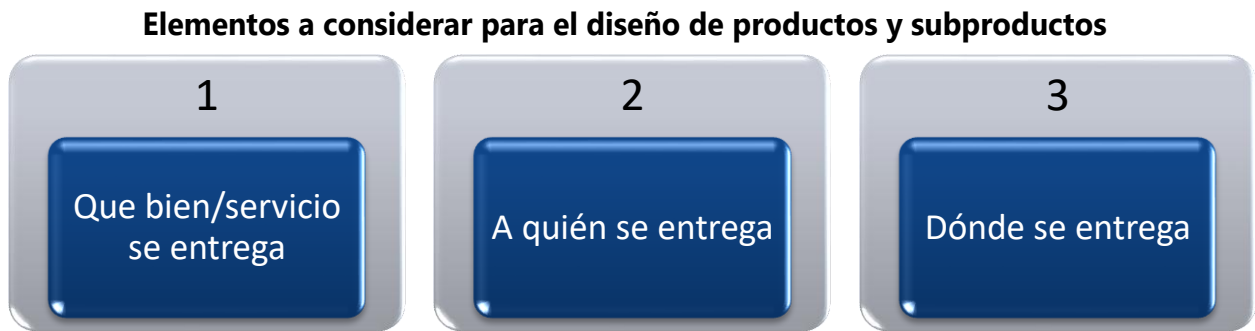 Elementos a considerar para el diseño de productos y subproductos
1
Que bien/servicio
se entrega
2
A quién se entrega
3
Dónde se entrega